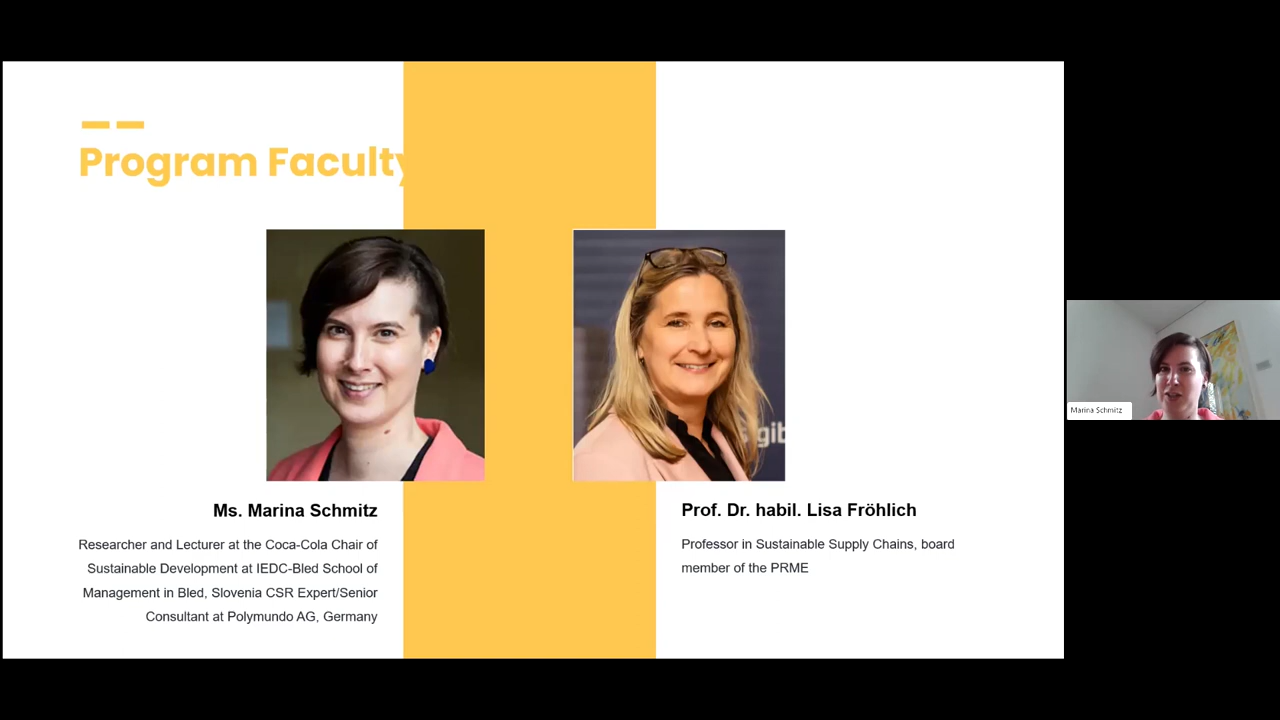 Program Faculty
gib
Ms. Marina Schmitz
Researcher and Lecturer at the Coca-Cola Chair of
Sustainable Development at IEDC-Bled School of
Management in Bled, Slovenia CSR Expert/Senior
Consultant at Polymundo AG, Germany
Prof. Dr. habil. Lisa Fröhlich
Professor in Sustainable Supply Chains, board
member of the PRME
Marina Schmitz